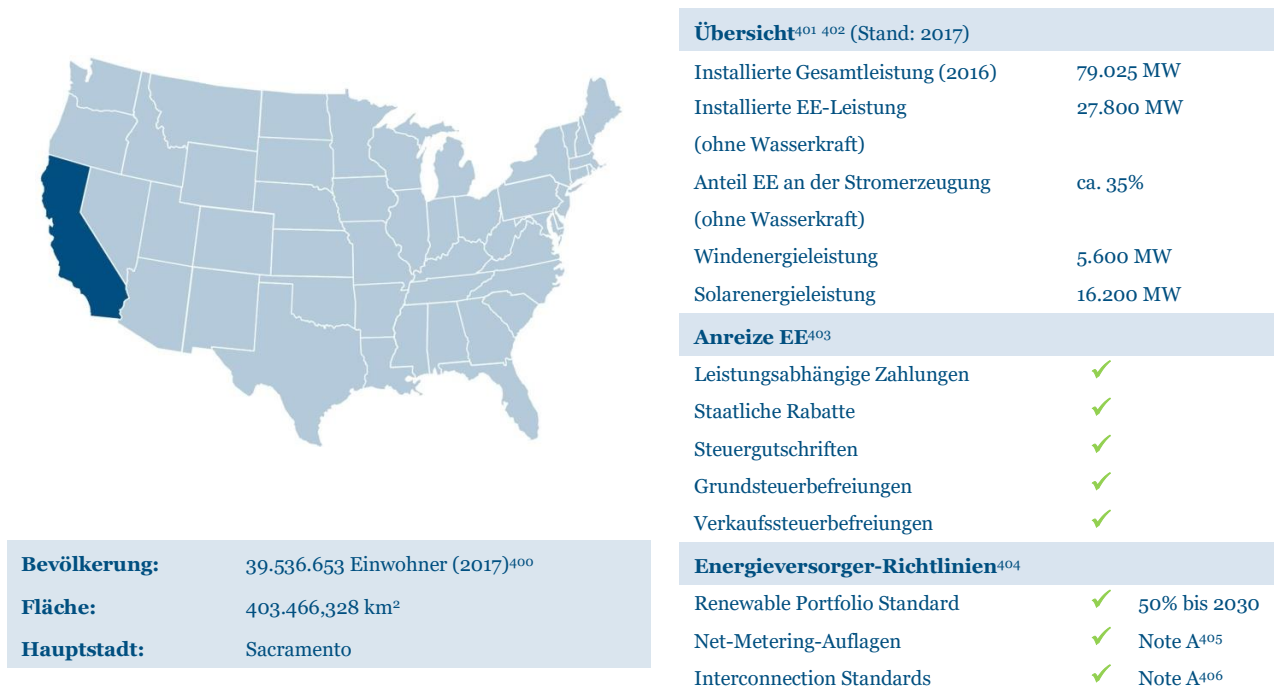 Übersicht⁴⁰¹ ⁴⁰² (Stand: 2017)
Installierte Gesamtleistung (2016) 79.025 MW
Installierte EE-Leistung 27.800 MW
(ohne Wasserkraft)
Anteil EE an der Stromerzeugung ca. 35%
(ohne Wasserkraft)
Windenergieleistung 5.600 MW
Solarenergieleistung 16.200 MW
Anreize EE⁴⁰³
Leistungsabhängige Zahlungen ✓
Staatliche Rabatte ✓
Steuergutschriften ✓
Grundsteuerbefreiungen ✓
Verkaufssteuerbefreiungen ✓
Energieversorger-Richtlinien⁴⁰⁴
Renewable Portfolio Standard ✓ 50% bis 2030
Net-Metering-Auflagen ✓ Note A⁴⁰⁵
Interconnection Standards ✓ Note A⁴⁰⁶
Bevölkerung: 39.536.653 Einwohner (2017)⁴⁰⁰
Fläche: 403.466,328 km²
Hauptstadt: Sacramento